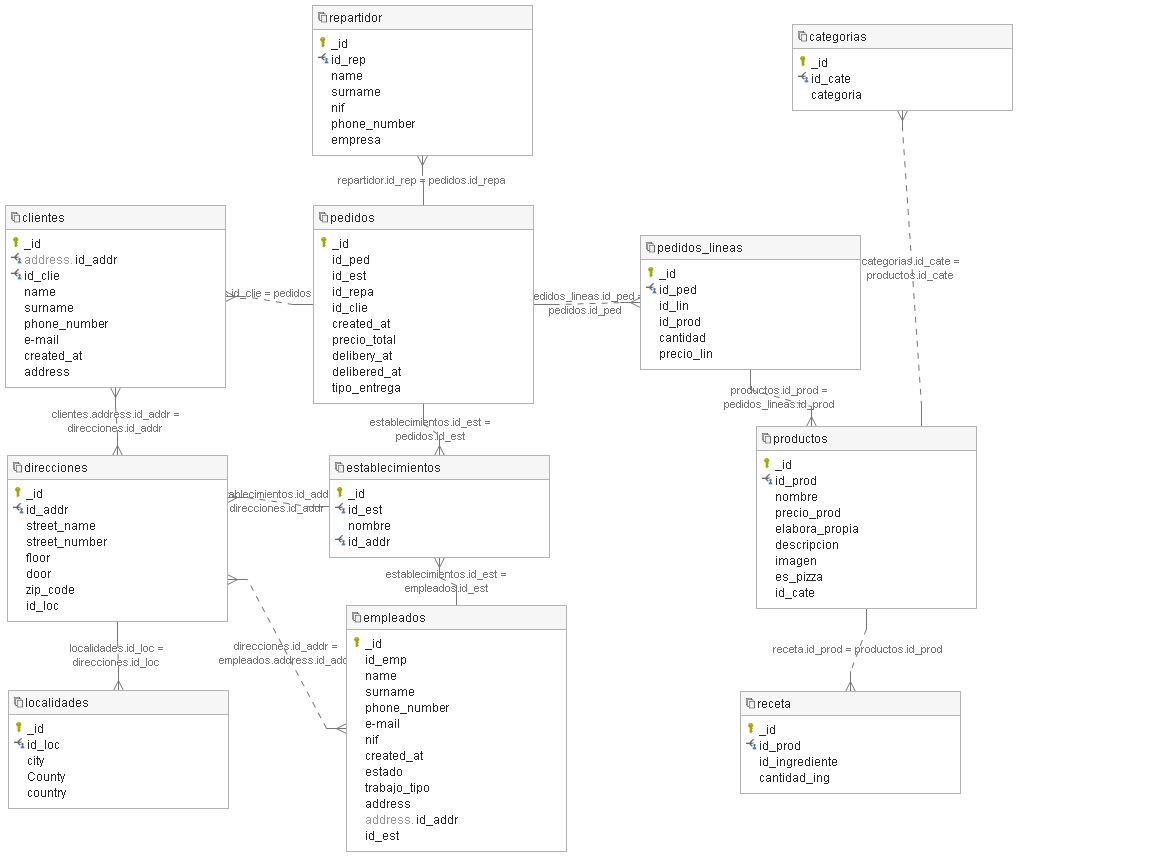 repartidor
_id
id_rep
name
surname
nif
phone_number
empresa
repartidor.id_rep = pedidos.id_repa
categorias
_id
id_cate
categoria
categorias.id_cate =
productos.id_cate
clientes
_id
address. id_addr
id_clie
name
surname
phone_number
e-mail
created_at
address
id_clie = pedidos
pedidos
_id
id_ped
id_est
id_repa
id_clie
created_at
precio_total
delibery_at
delibered_at
tipo_entrega
edidos_lineas.id_ped =
pedidos.id_ped
pedidos_lineas
_id
id_ped
id_lin
id_prod
cantidad
precio_lin
clientes.address.id_addr =
direcciones.id_addr
establecimientos.id_est =
pedidos.id_est
productos.id_prod =
pedidos_lineas.id_prod
direcciones
_id
id_addr
street_name
street_number
floor
door
zip_code
id_loc
ablecimientos.id_add
direcciones.id_addr
establecimientos
_id
id_est
nombre
id_addr
productos
_id
id_prod
nombre
precio_prod
elabora_propia
descripcion
imagen
es_pizza
id_cate
establecimientos.id_est =
empleados.id_est
localidades.id_loc =
direcciones.id_loc
direcciones.id_addr =
empleados.address.id_add
receta.id_prod = productos.id_prod
localidades
_id
id_loc
city
County
country
empleados
_id
id_emp
name
surname
phone_number
e-mail
nif
created_at
estado
trabajo_tipo
address
address. id_addr
id_est
receta
_id
id_prod
id_ingrediente
cantidad_ing